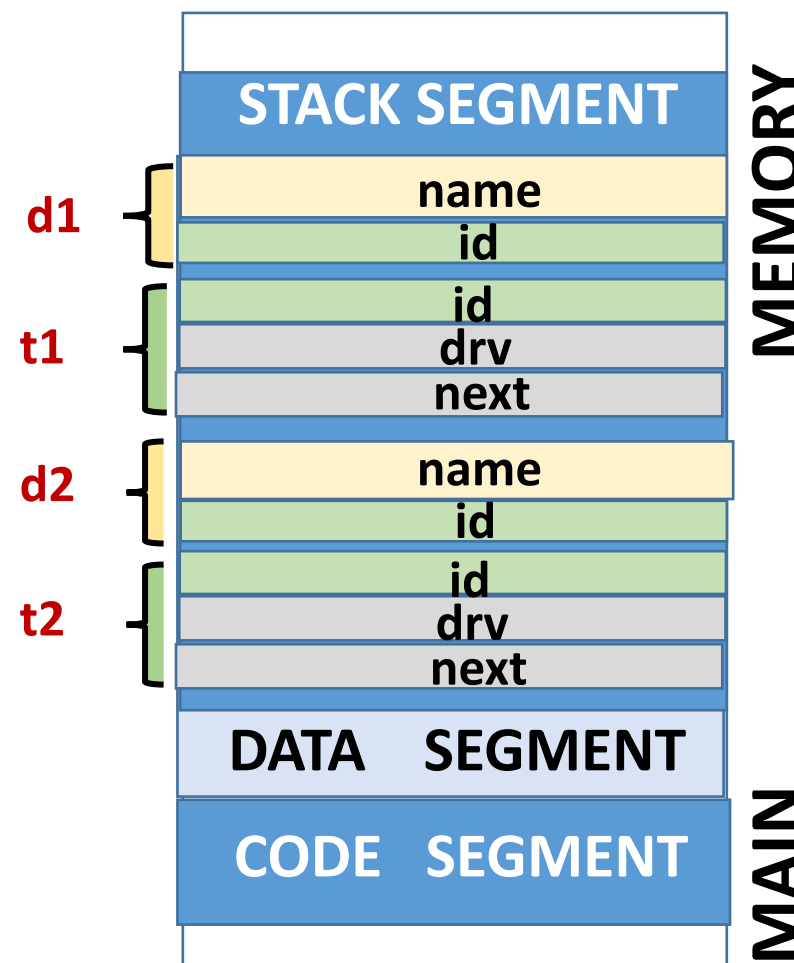 STACK SEGMENT
d1
name
id
t1
id
drv
next
d2
name
id
t2
id
drv
next
DATA SEGMENT
CODE SEGMENT
MAIN MEMORY